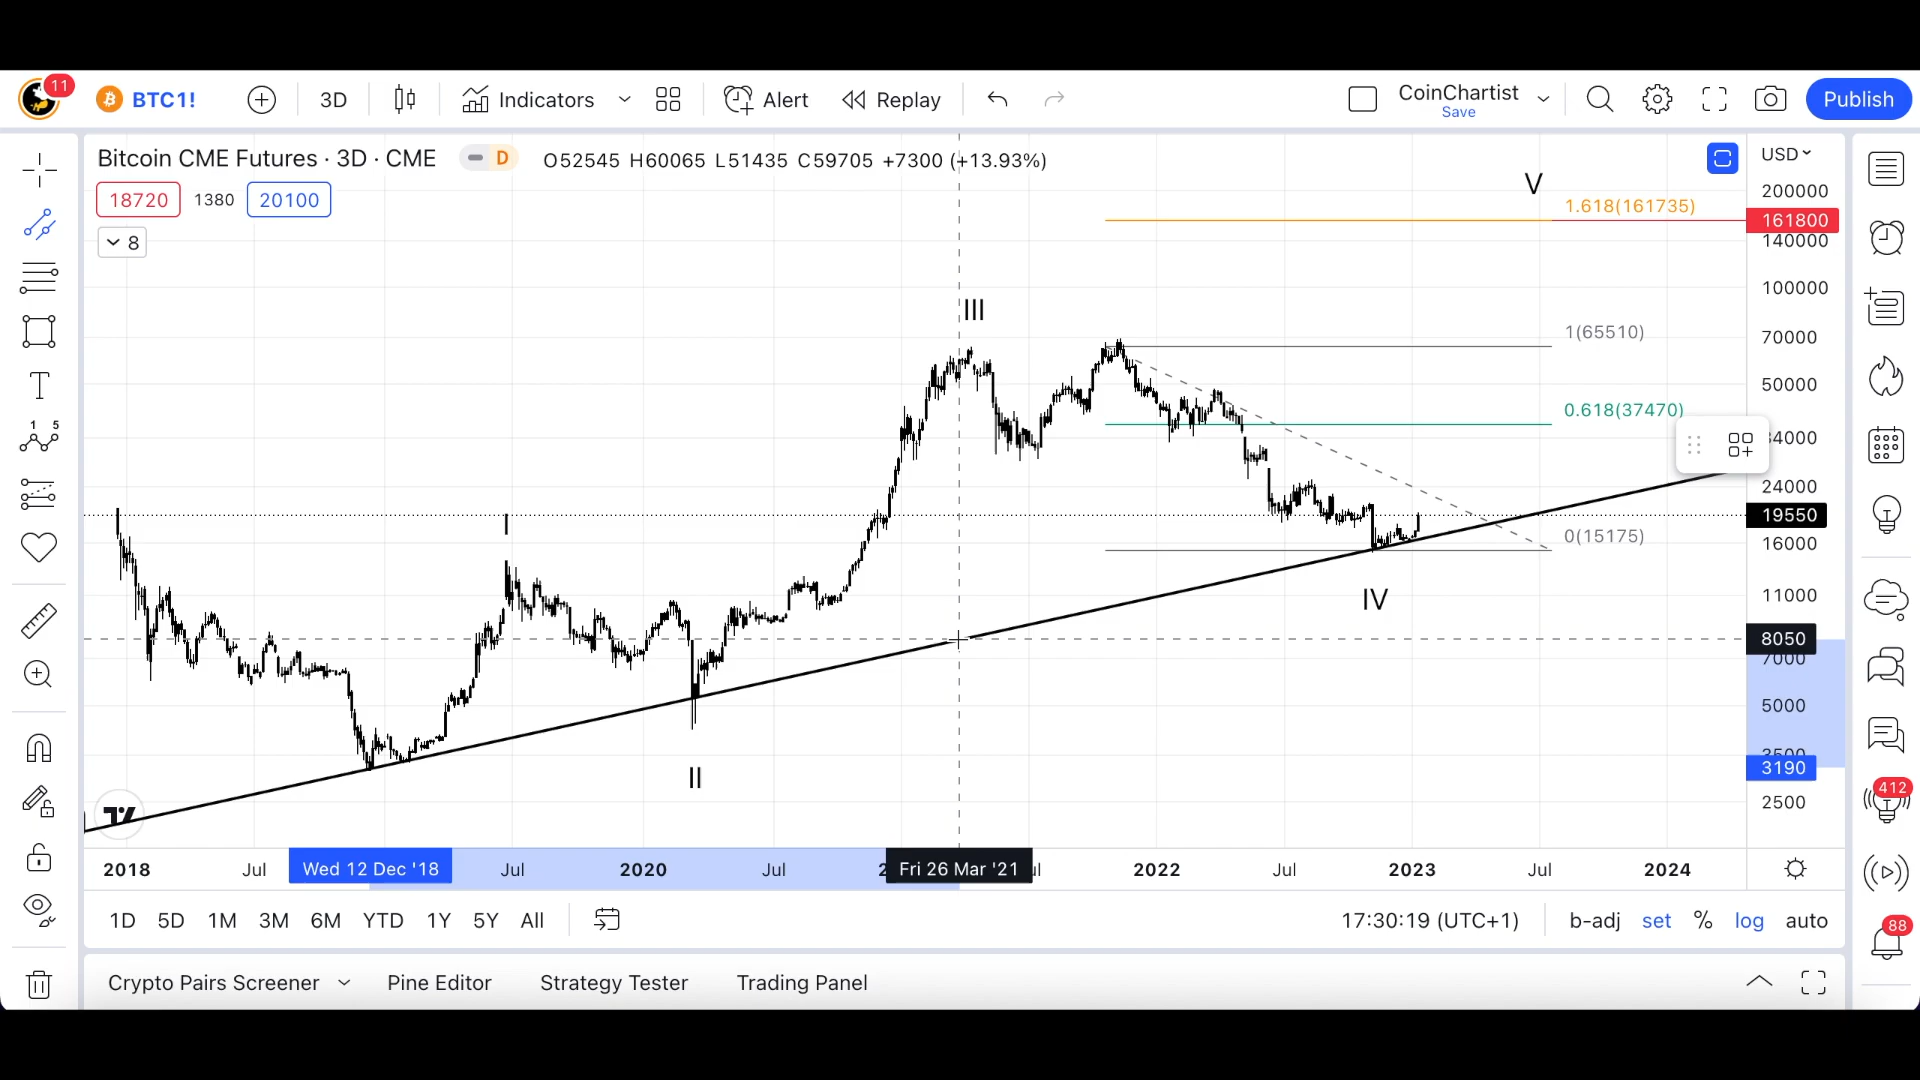 11
BTC1!
3D
Indicators
Alert
Replay
CoinChartist
Save
Publish
Bitcoin CME Futures · 3D · CME
D
O52545 H60065 L51435 C59705 +7300 (+13.93%)
18720
1380
20100
8
USD
200000
161800
140000
100000
70000
50000
34000
24000
19550
16000
11000
8050
7000
5000
3500
3190
2500
V
1.618(161735)
III
1(65510)
0.618(37470)
I
0(15175)
IV
II
1 5
412
88
2018
Jul
Wed 12 Dec '18
Jul
2020
Jul
Fri 26 Mar '21
2022
Jul
2023
Jul
2024
1D 5D 1M 3M 6M YTD 1Y 5Y All
17:30:19 (UTC+1)
b-adj set % log auto
Crypto Pairs Screener
Pine Editor
Strategy Tester
Trading Panel